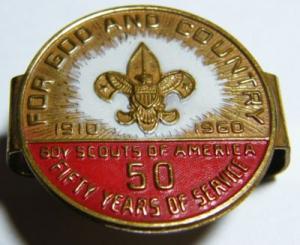 FOR GOD AND COUNTRY
1910 1960
BOY SCOUTS OF AMERICA
50
FIFTY YEARS OF SERVICE